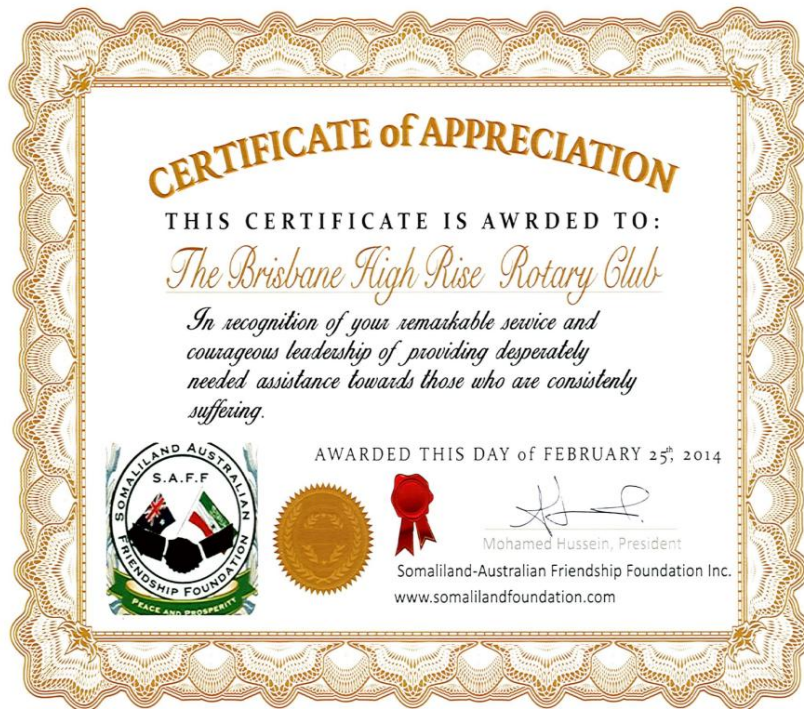 CERTIFICATE of APPRECIATION
THIS CERTIFICATE IS AWRDED TO:
The Brisbane High Rise Rotary Club
In recognition of your remarkable service and
courageous leadership of providing desperately
needed assistance towards those who are consistenly
suffering.
AWARDED THIS DAY of FEBRUARY 25th, 2014
SOMALILAND AUSTRALIAN
S.A.F.F
FRIENDSHIP FOUNDATION
PEACE AND PROSPERITY
Mohamed Hussein, President
Somaliland-Australian Friendship Foundation Inc.
www.somalilandfoundation.com